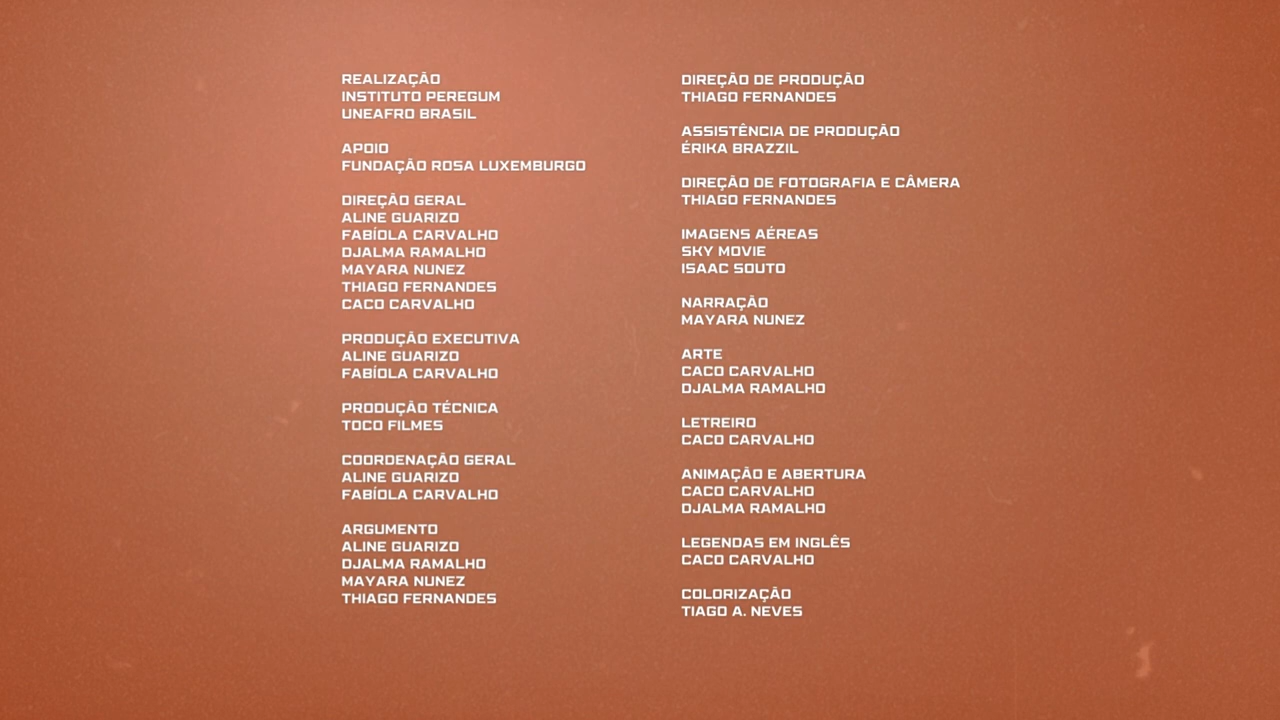 REALIZAÇÃO
INSTITUTO PEREGUM
UNEAFRO BRASIL
APOIO
FUNDAÇÃO ROSA LUXEMBURGO
DIREÇÃO GERAL
ALINE GUARIZO
FABÍOLA CARVALHO
DJALMA RAMALHO
MAYARA NUNEZ
THIAGO FERNANDES
CACO CARVALHO
PRODUÇÃO EXECUTIVA
ALINE GUARIZO
FABÍOLA CARVALHO
PRODUÇÃO TÉCNICA
TOCO FILMES
COORDENAÇÃO GERAL
ALINE GUARIZO
FABÍOLA CARVALHO
ARGUMENTO
ALINE GUARIZO
DJALMA RAMALHO
MAYARA NUNEZ
THIAGO FERNANDES
DIREÇÃO DE PRODUÇÃO
THIAGO FERNANDES
ASSISTÊNCIA DE PRODUÇÃO
ÉRIKA BRAZZIL
DIREÇÃO DE FOTOGRAFIA E CÂMERA
THIAGO FERNANDES
IMAGENS AÉREAS
SKY MOVIE
ISAAC SOUTO
NARRAÇÃO
MAYARA NUNEZ
ARTE
CACO CARVALHO
DJALMA RAMALHO
LETREIRO
CACO CARVALHO
ANIMAÇÃO E ABERTURA
CACO CARVALHO
DJALMA RAMALHO
LEGENDAS EM INGLÊS
CACO CARVALHO
COLORIZAÇÃO
TIAGO A. NEVES